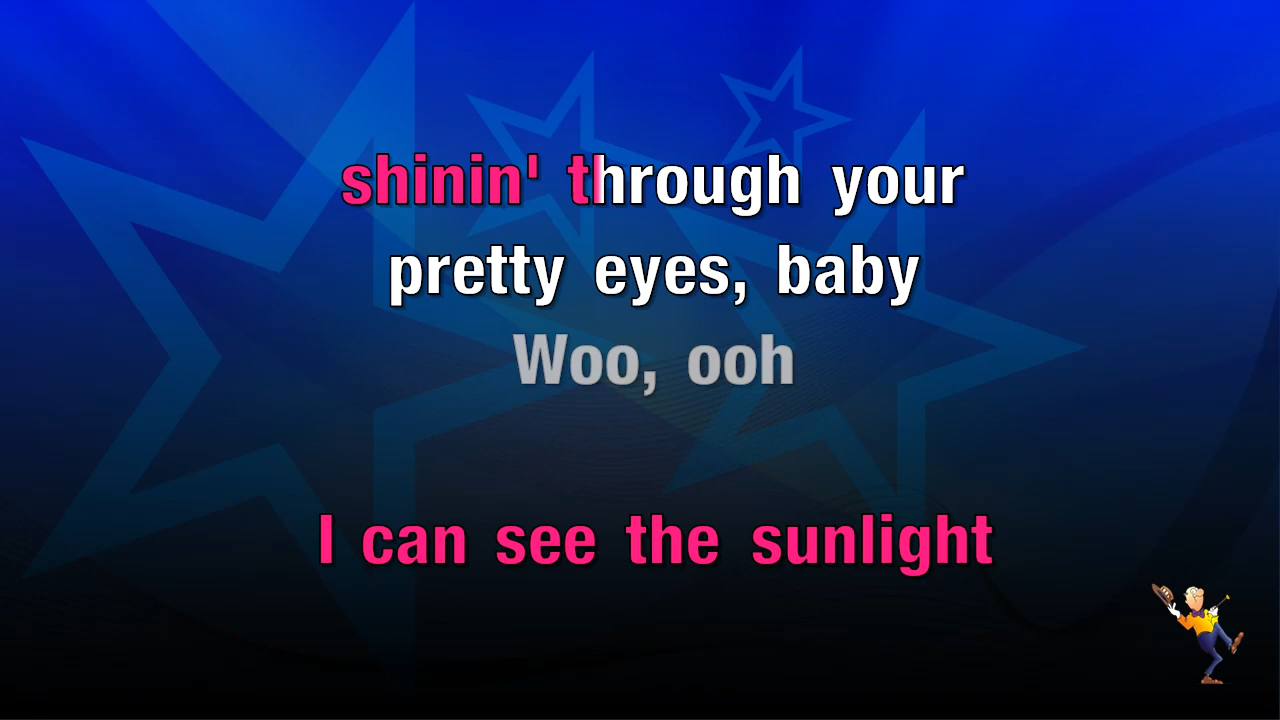 shinin' through your
pretty eyes, baby
Woo, ooh
I can see the sunlight